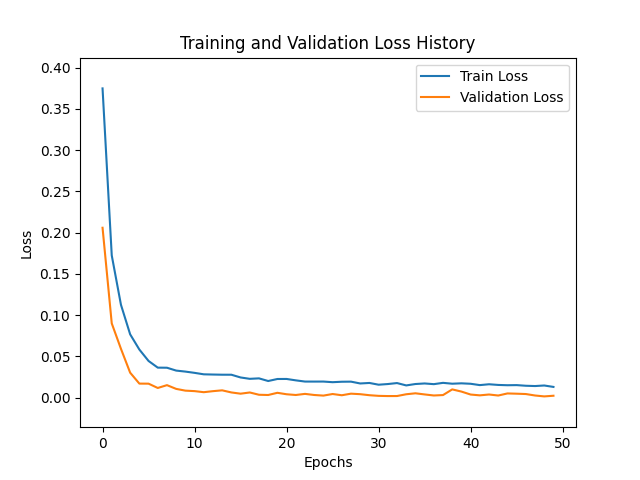 Training and Validation Loss History
Train Loss
Validation Loss
0.40
0.35
0.30
0.25
0.20
0.15
0.10
0.05
0.00
Loss
0 10 20 30 40 50
Epochs